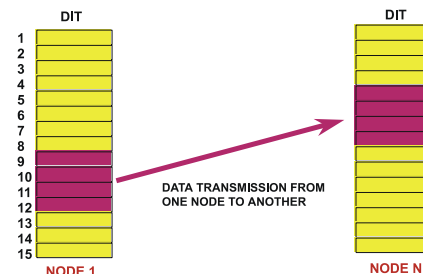 DIT
DIT
1
2
3
4
5
6
7
8
9
10
11
12
13
14
15
DATA TRANSMISSION FROM
ONE NODE TO ANOTHER
NODE 1
NODE N